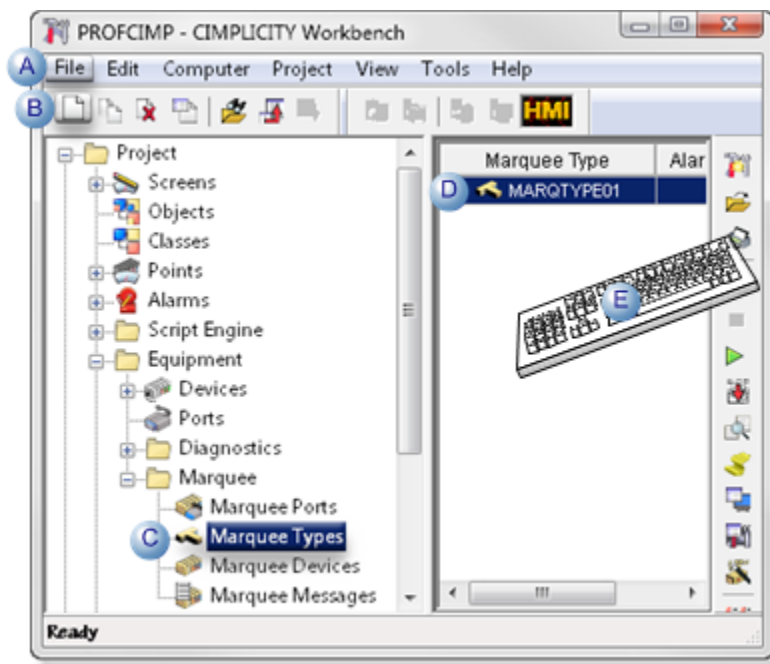 PROFCIMP - CIMPLICITY Workbench
A File Edit Computer Project View Tools Help
B HMI
Project
Screens
Objects
Classes
Points
Alarms
Script Engine
Equipment
Devices
Ports
Diagnostics
Marquee
Marquee Ports
C Marquee Types
Marquee Devices
Marquee Messages
Marquee Type Alar
D MARQTYPE01
E
Ready